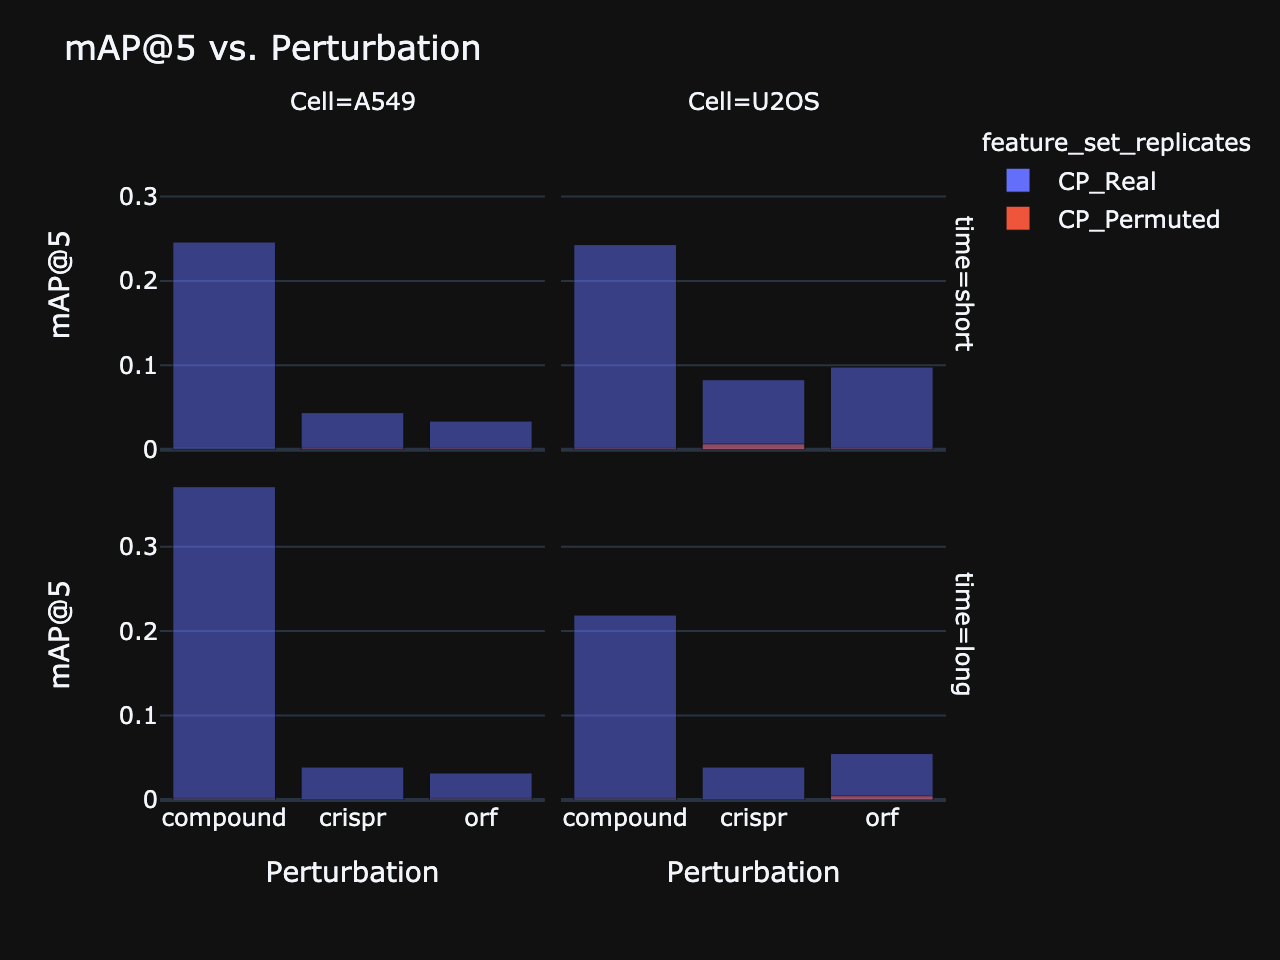 mAP@5 vs. Perturbation
Cell=A549
Cell=U2OS
feature_set_replicates
CP_Real
CP_Permuted
mAP@5
0.3
0.2
0.1
0
time=short
mAP@5
0.3
0.2
0.1
0
time=long
compound
crispr
orf
compound
crispr
orf
Perturbation
Perturbation